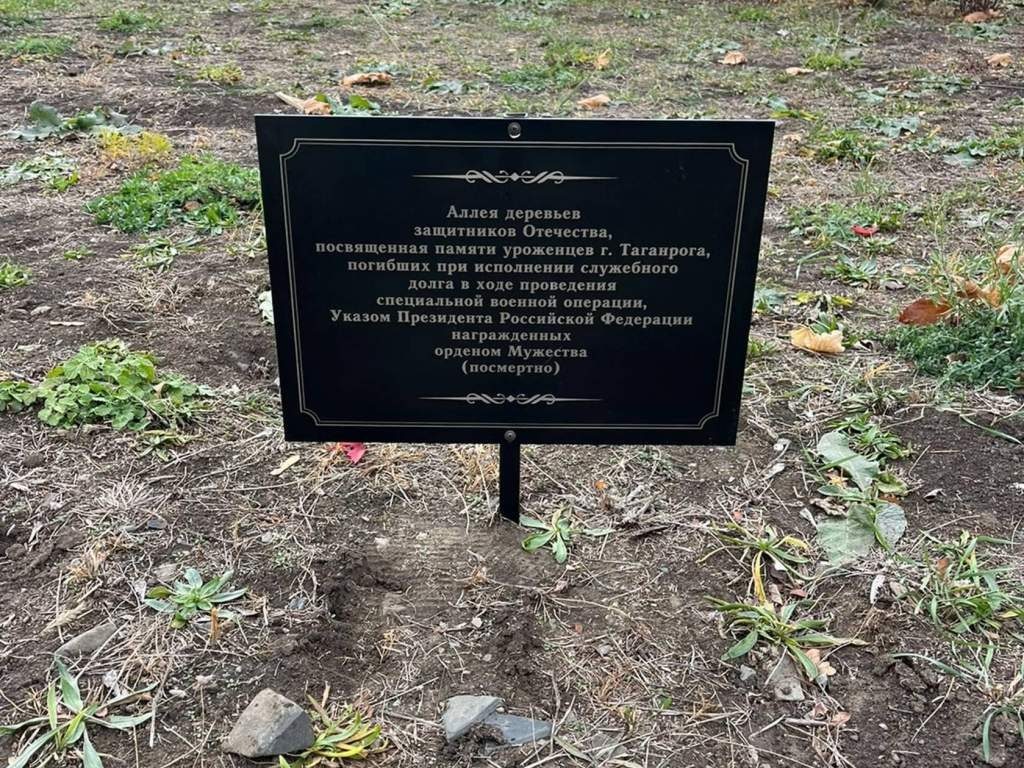 Аллея деревьев
защитников Отечества,
посвященная памяти уроженцев г. Таганрога,
погибших при исполнении служебного
долга в ходе проведения
специальной военной операции,
Указом Президента Российской Федерации
награжденных
орденом Мужества
(посмертно)